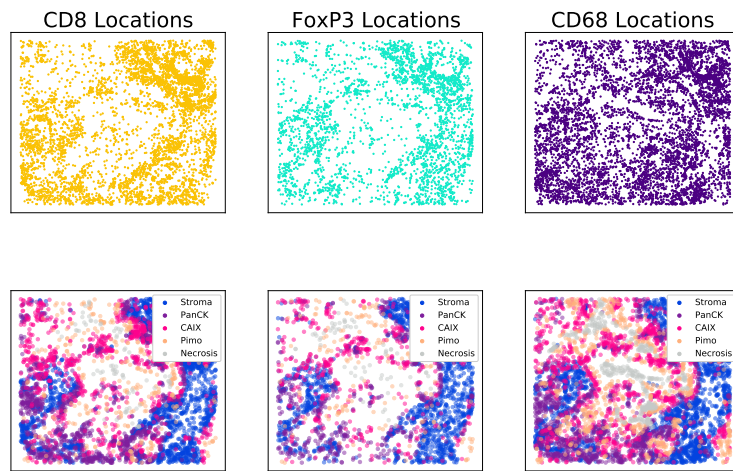 CD8 Locations
FoxP3 Locations
CD68 Locations
Stroma
PanCK
CAIX
Pimo
Necrosis
Stroma
PanCK
CAIX
Pimo
Necrosis
Stroma
PanCK
CAIX
Pimo
Necrosis